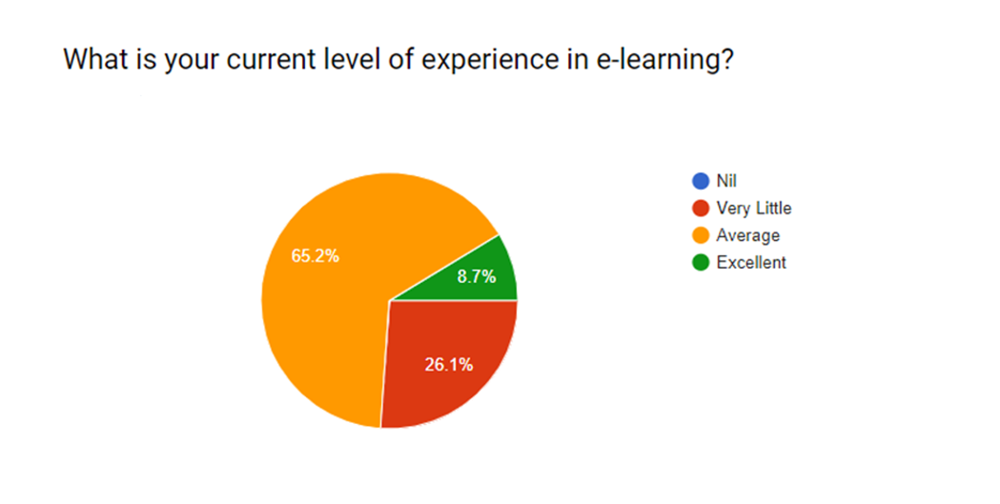 What is your current level of experience in e-learning?
Nil
Very Little
Average
Excellent
65.2%
8.7%
26.1%